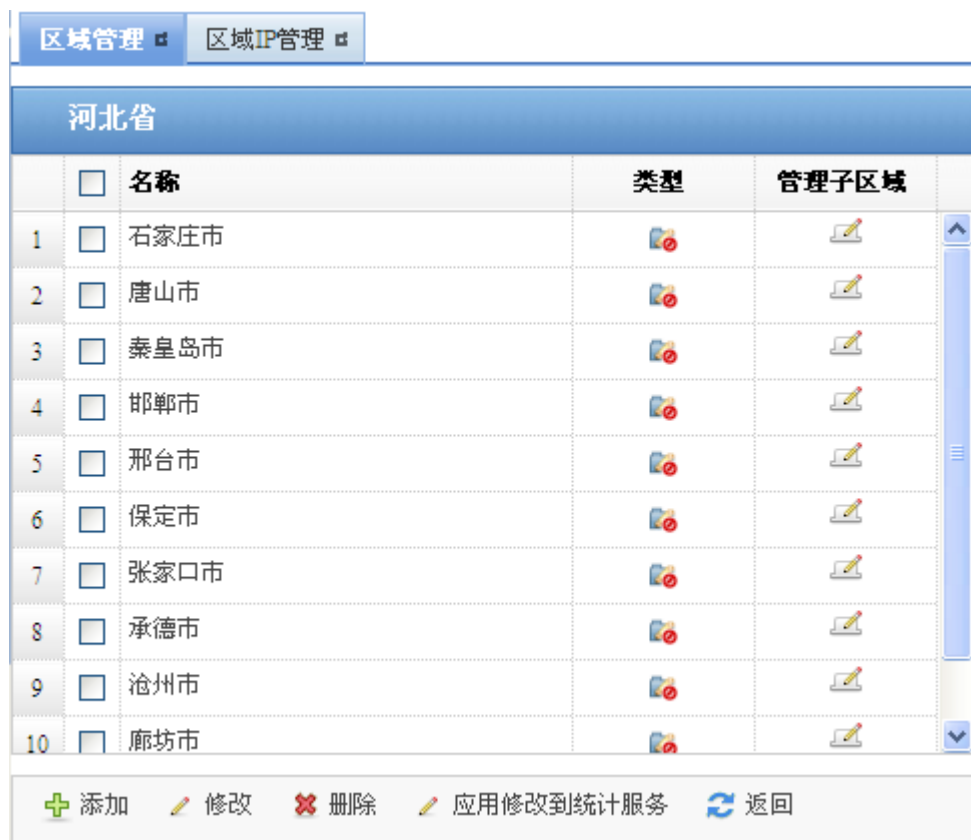 区域管理 区域IP管理
河北省
名称 类型 管理子区域
1 石家庄市
2 唐山市
3 秦皇岛市
4 邯郸市
5 邢台市
6 保定市
7 张家口市
8 承德市
9 沧州市
10 廊坊市
添加 修改 删除 应用修改到统计服务 返回